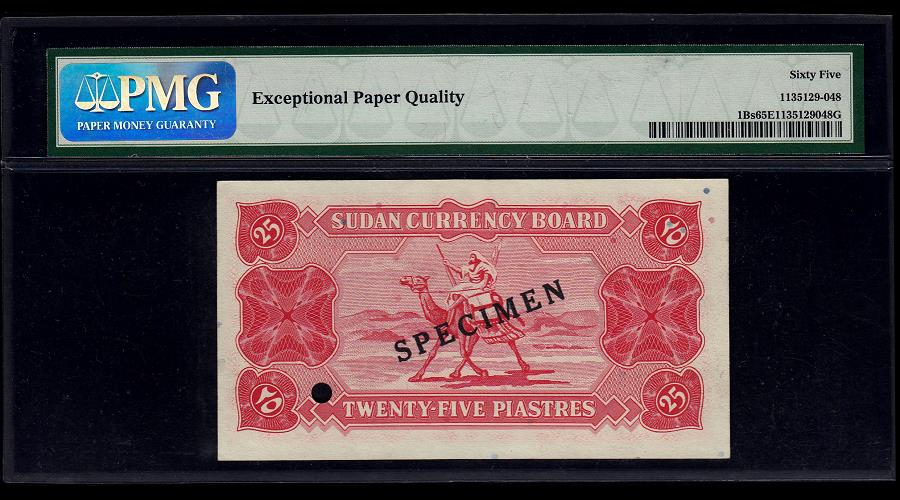 PMG
PAPER MONEY GUARANTY
Exceptional Paper Quality
Sixty Five
1135129-048
1Bs65E1135129048G
25
SUDAN CURRENCY BOARD
٢٥
SPECIMEN
٢٥
TWENTY-FIVE PIASTRES
25